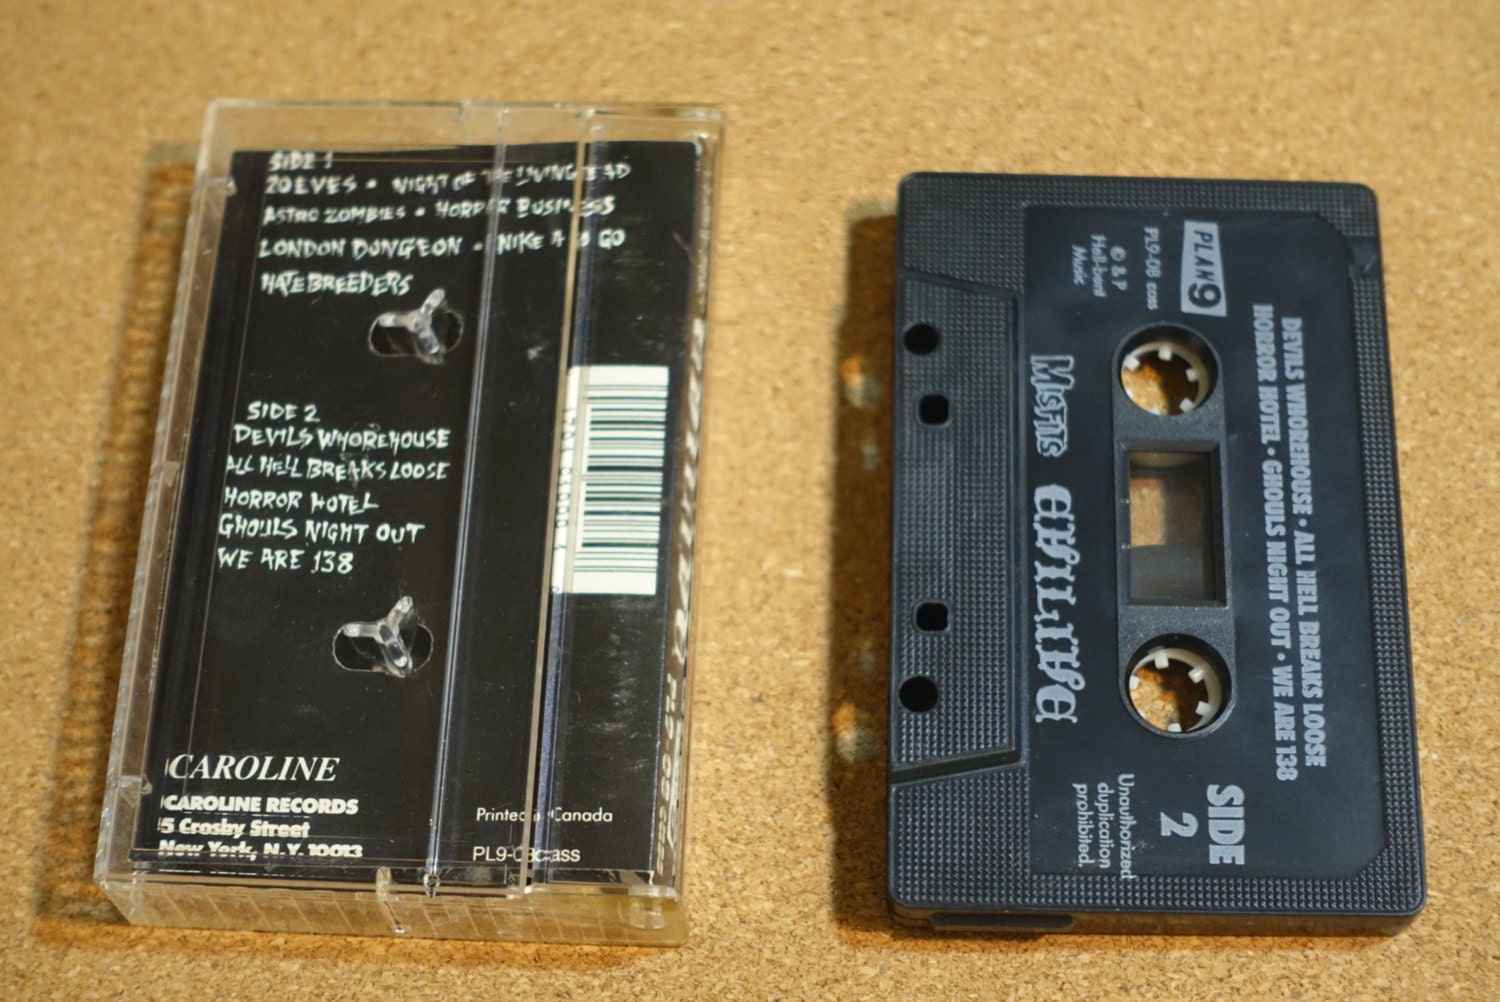 SIDE 1
20 EYES • NIGHT OF THE LIVING DEAD
ASTRO ZOMBIES • HORROR BUSINESS
LONDON DUNGEON • NIKE A GO GO
HATEBREEDERS
SIDE 2
DEVILS WHOREHOUSE
ALL HELL BREAKS LOOSE
HORROR HOTEL
GHOULS NIGHT OUT
WE ARE 138
CAROLINE
CAROLINE RECORDS
5 Crosby Street
New York, N.Y. 10013
Printed in Canada
PL9-08cass
PLAN 9
PL9-08 cass
© & P
Hell-bent
Music
DEVILS WHOREHOUSE • ALL HELL BREAKS LOOSE
HORROR HOTEL • GHOULS NIGHT OUT • WE ARE 138
MISFITS EVILLIVE
SIDE
2
Unauthorized
duplication
prohibited.